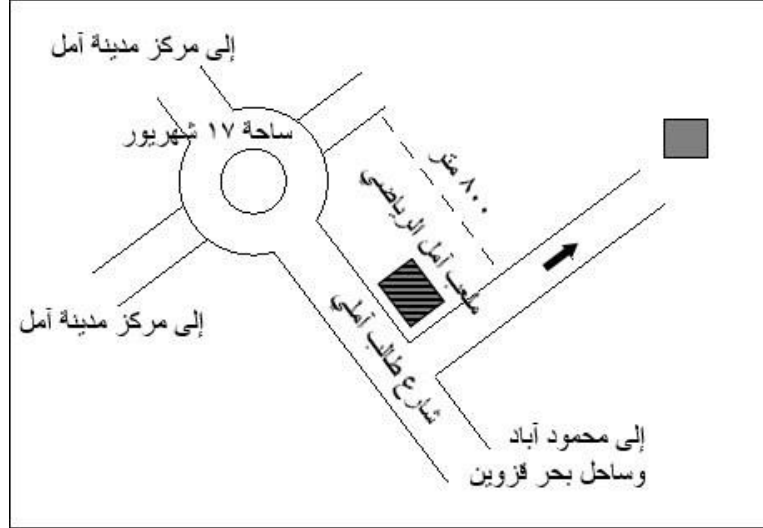 إلى مركز مدينة آمل
ساحة ١٧ شهريور
٨٠٠ متر
ملعب آمل الرياضي
شارع طالب آملي
إلى مركز مدينة آمل
إلى محمود آباد
وساحل بحر قزوين